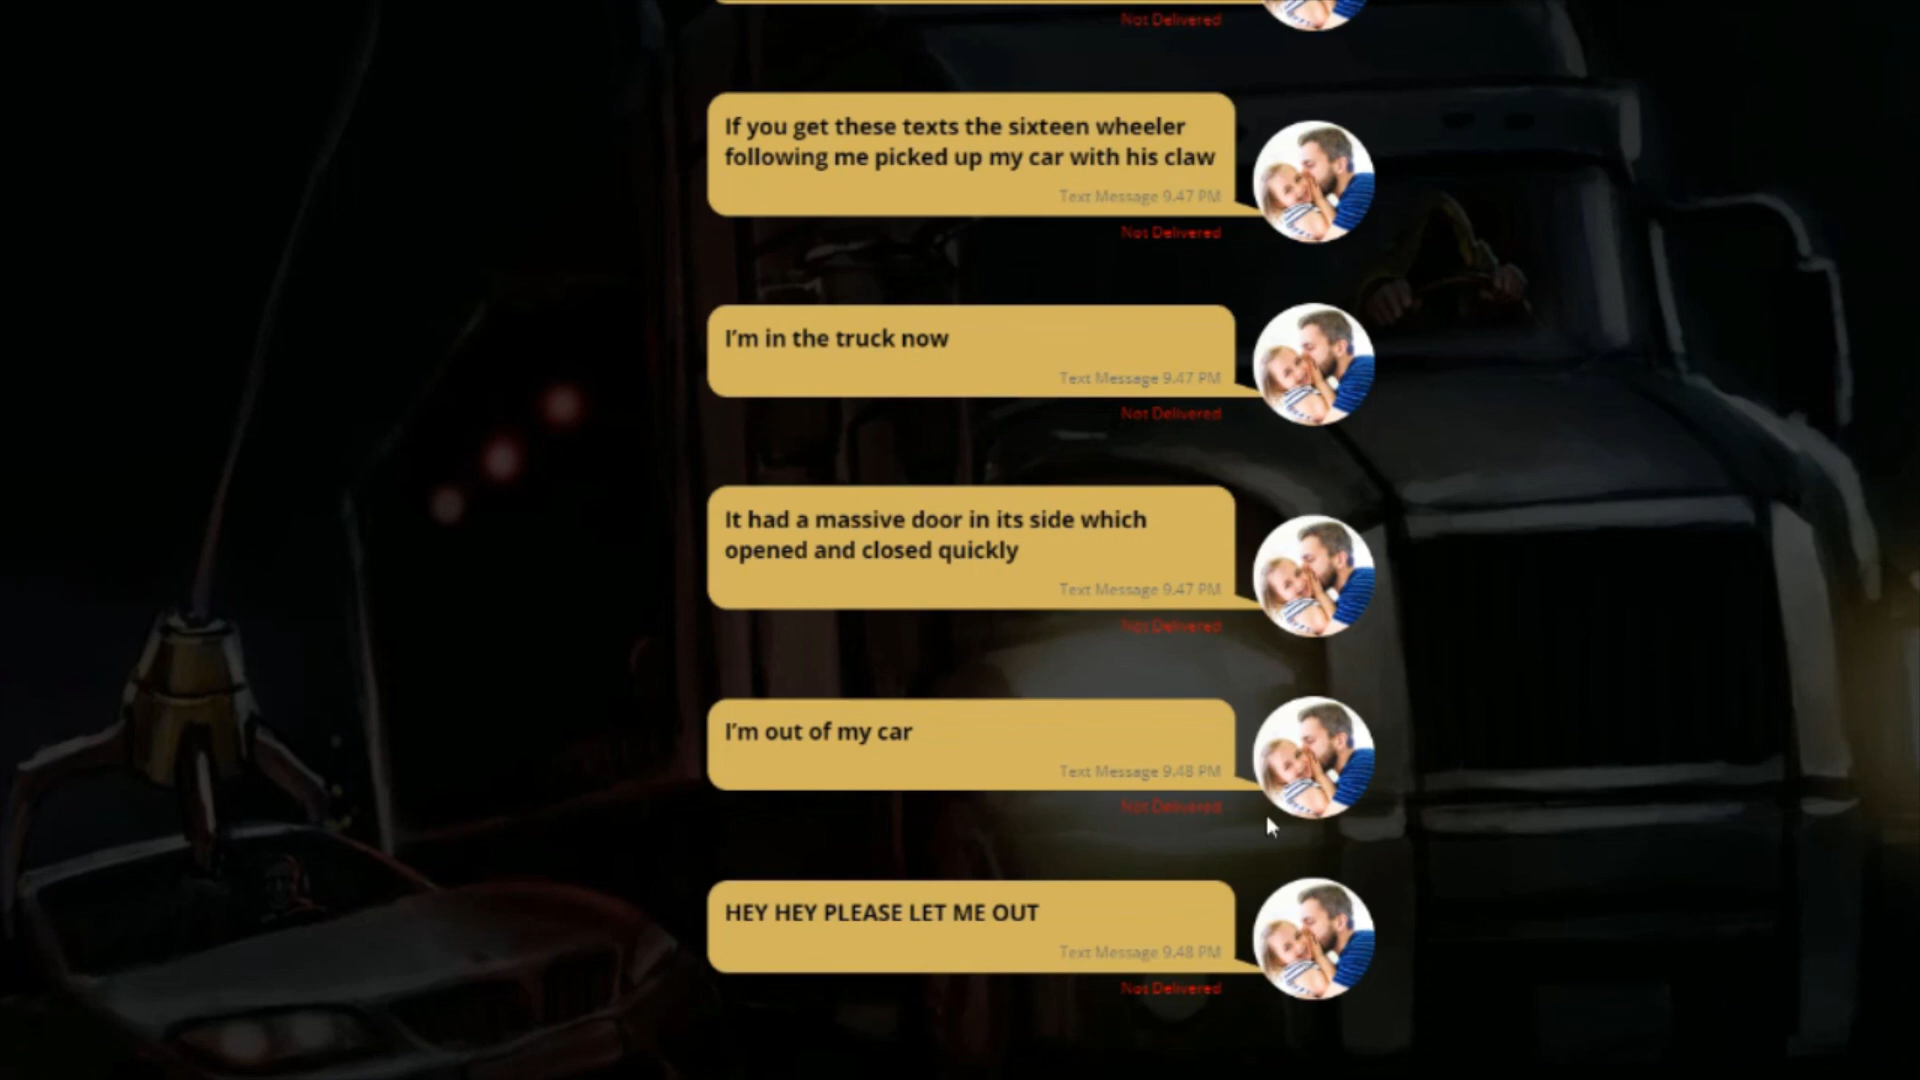 Not Delivered
If you get these texts the sixteen wheeler
following me picked up my car with his claw
Text Message 9.47 PM
Not Delivered
I'm in the truck now
Text Message 9.47 PM
Not Delivered
It had a massive door in its side which
opened and closed quickly
Text Message 9.47 PM
Not Delivered
I'm out of my car
Text Message 9.48 PM
Not Delivered
HEY HEY PLEASE LET ME OUT
Text Message 9.48 PM
Not Delivered